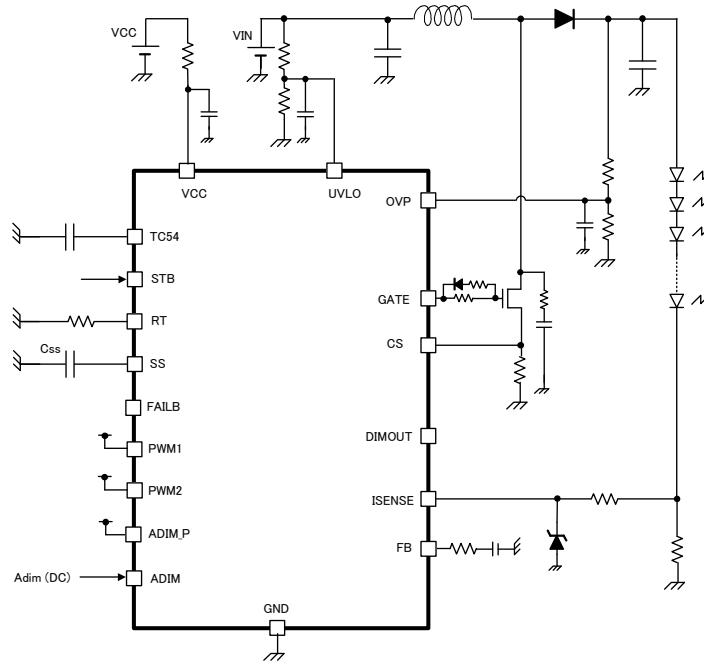 VCC
VIN
VCC
UVLO
OVP
TC54
STB
GATE
RT
CS
Css
SS
FAILB
DIMOUT
PWM1
PWM2
ISENSE
ADIM_P
FB
Adim (DC)
ADIM
GND